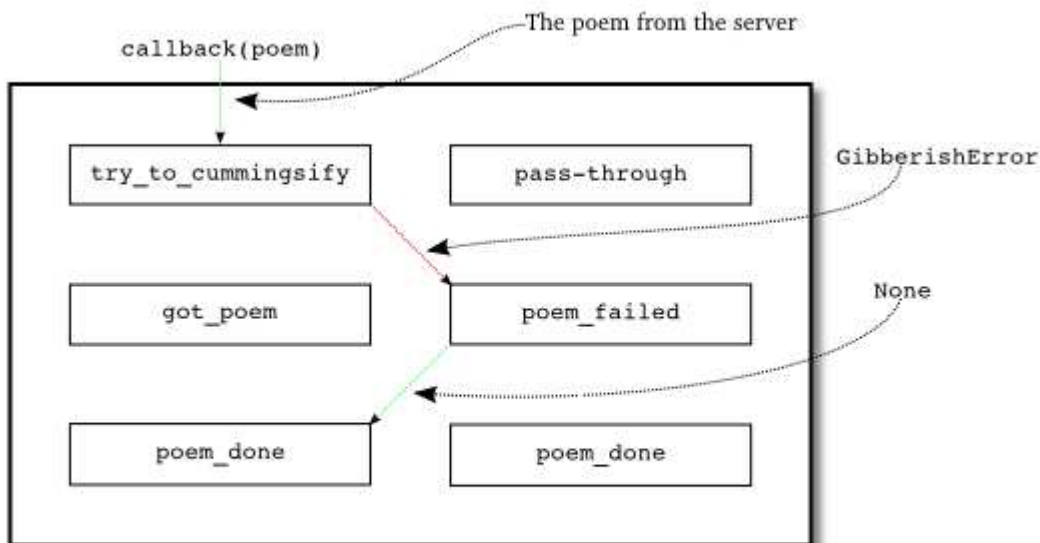 The poem from the server
callback(poem)
try_to_cummingsify
pass-through
GibberishError
got_poem
poem_failed
None
poem_done
poem_done